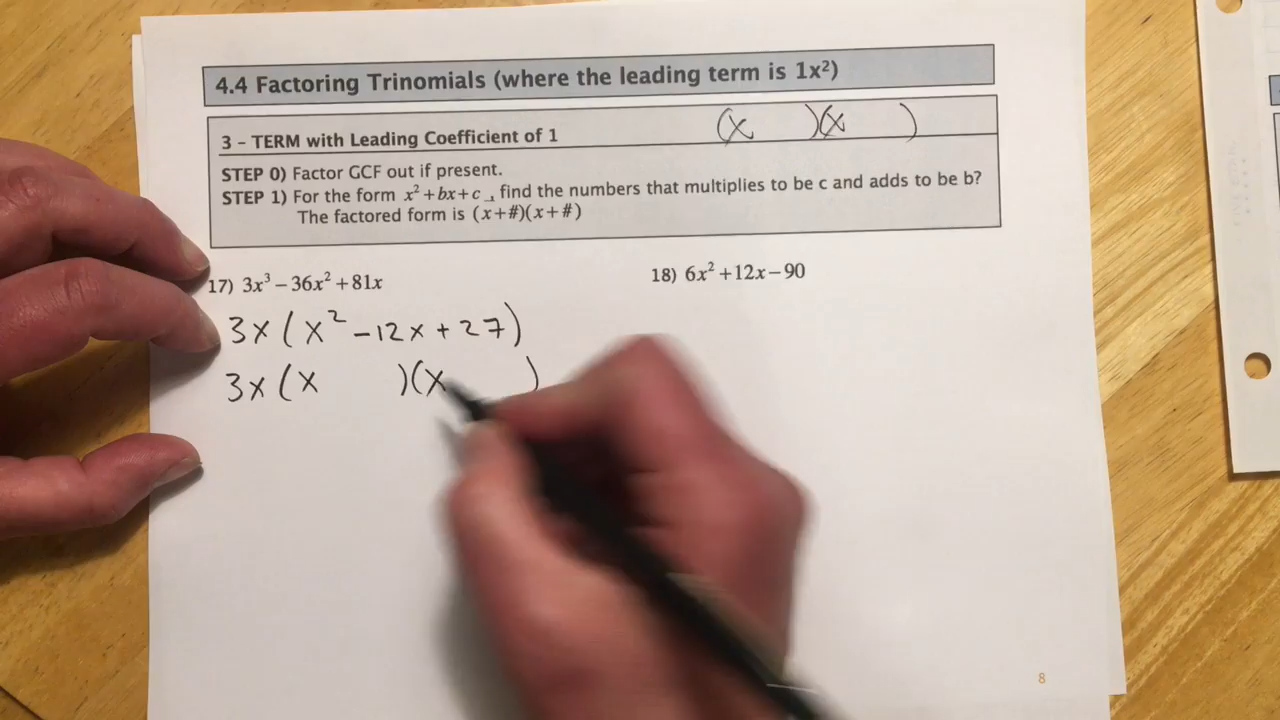 4.4 Factoring Trinomials (where the leading term is 1x²)
3 – TERM with Leading Coefficient of 1 (x )(x )
STEP 0) Factor GCF out if present.
STEP 1) For the form x² + bx + c , find the numbers that multiplies to be c and adds to be b?
The factored form is (x + #)(x + #)
17) 3x³ – 36x² + 81x
18) 6x² + 12x – 90
3x (x² – 12x + 27)
3x (x )(x )
8